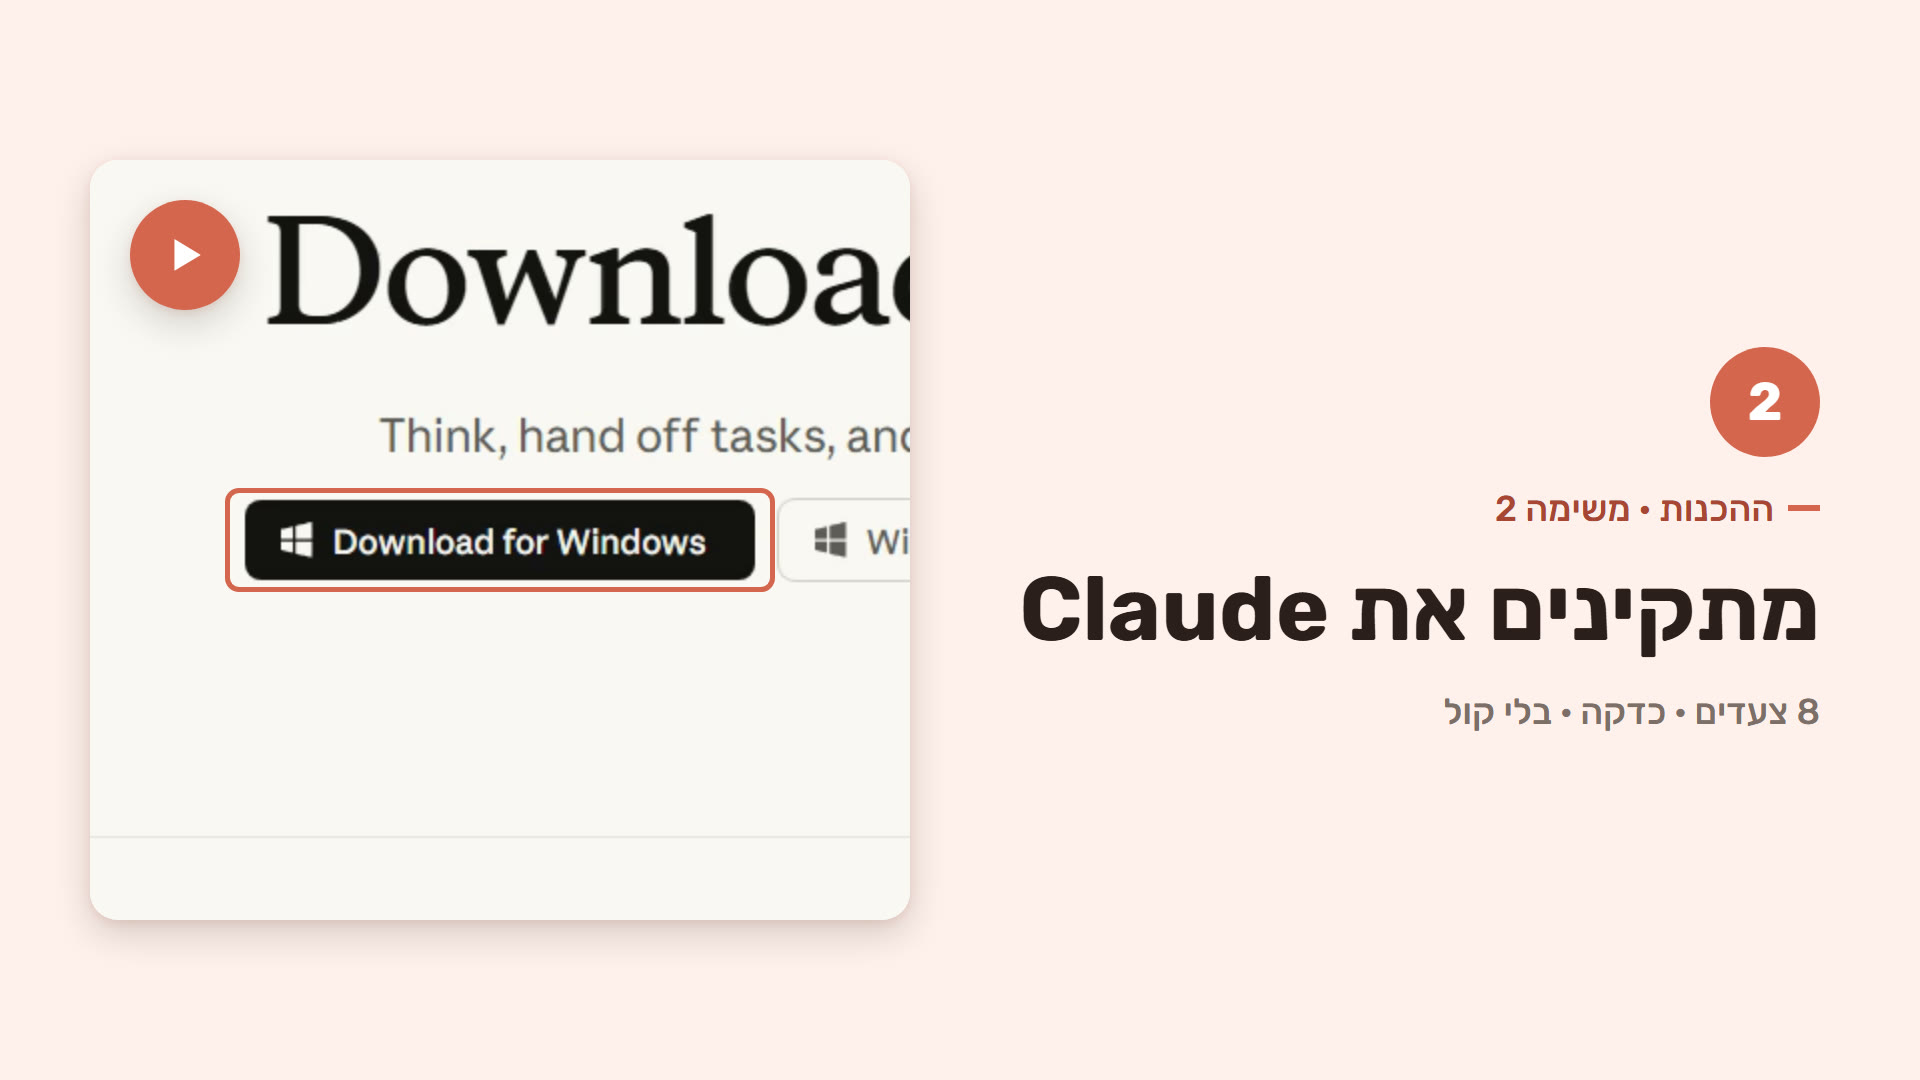 2
ההכנות • משימה 2
מתקינים את Claude
8 צעדים • כדקה • בלי קול
Downloa
Think, hand off tasks, and
Download for Windows
Wi